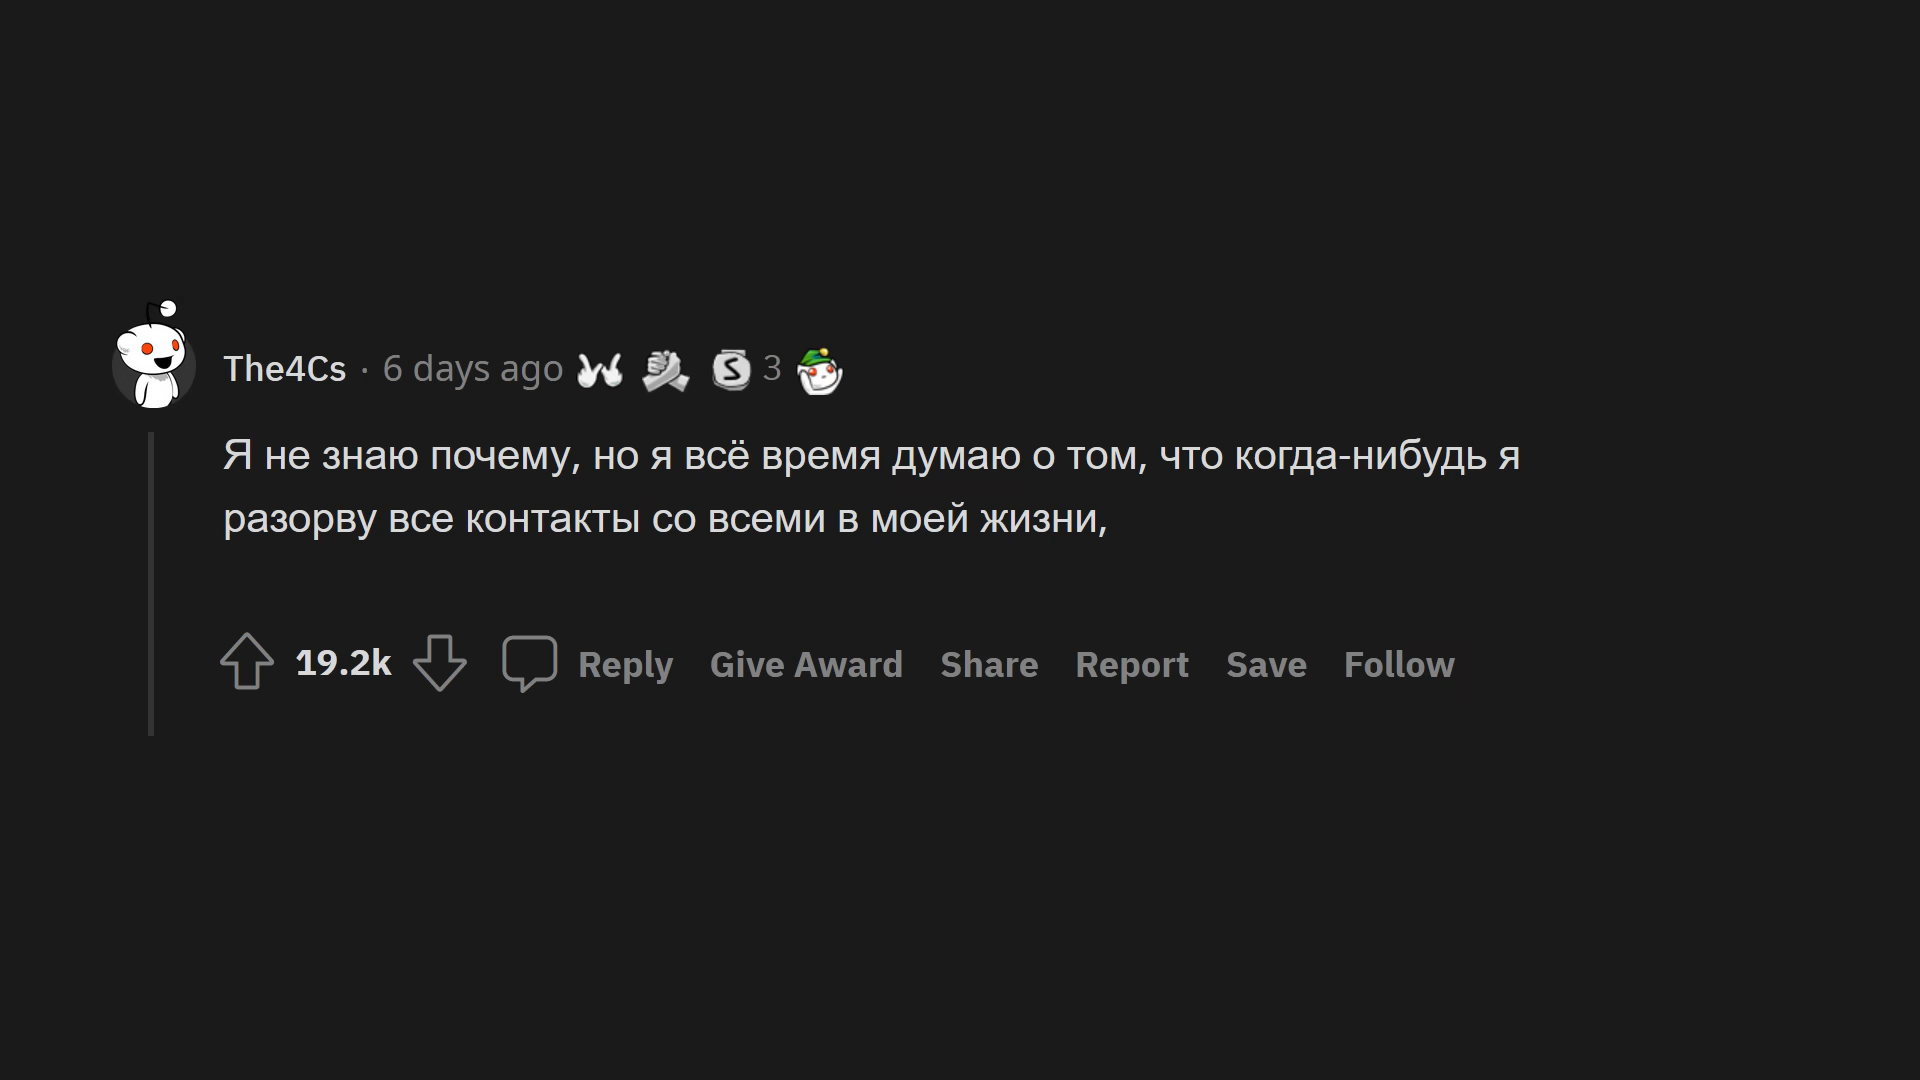 The4Cs · 6 days ago 3
Я не знаю почему, но я всё время думаю о том, что когда-нибудь я
разорву все контакты со всеми в моей жизни,
19.2k Reply Give Award Share Report Save Follow